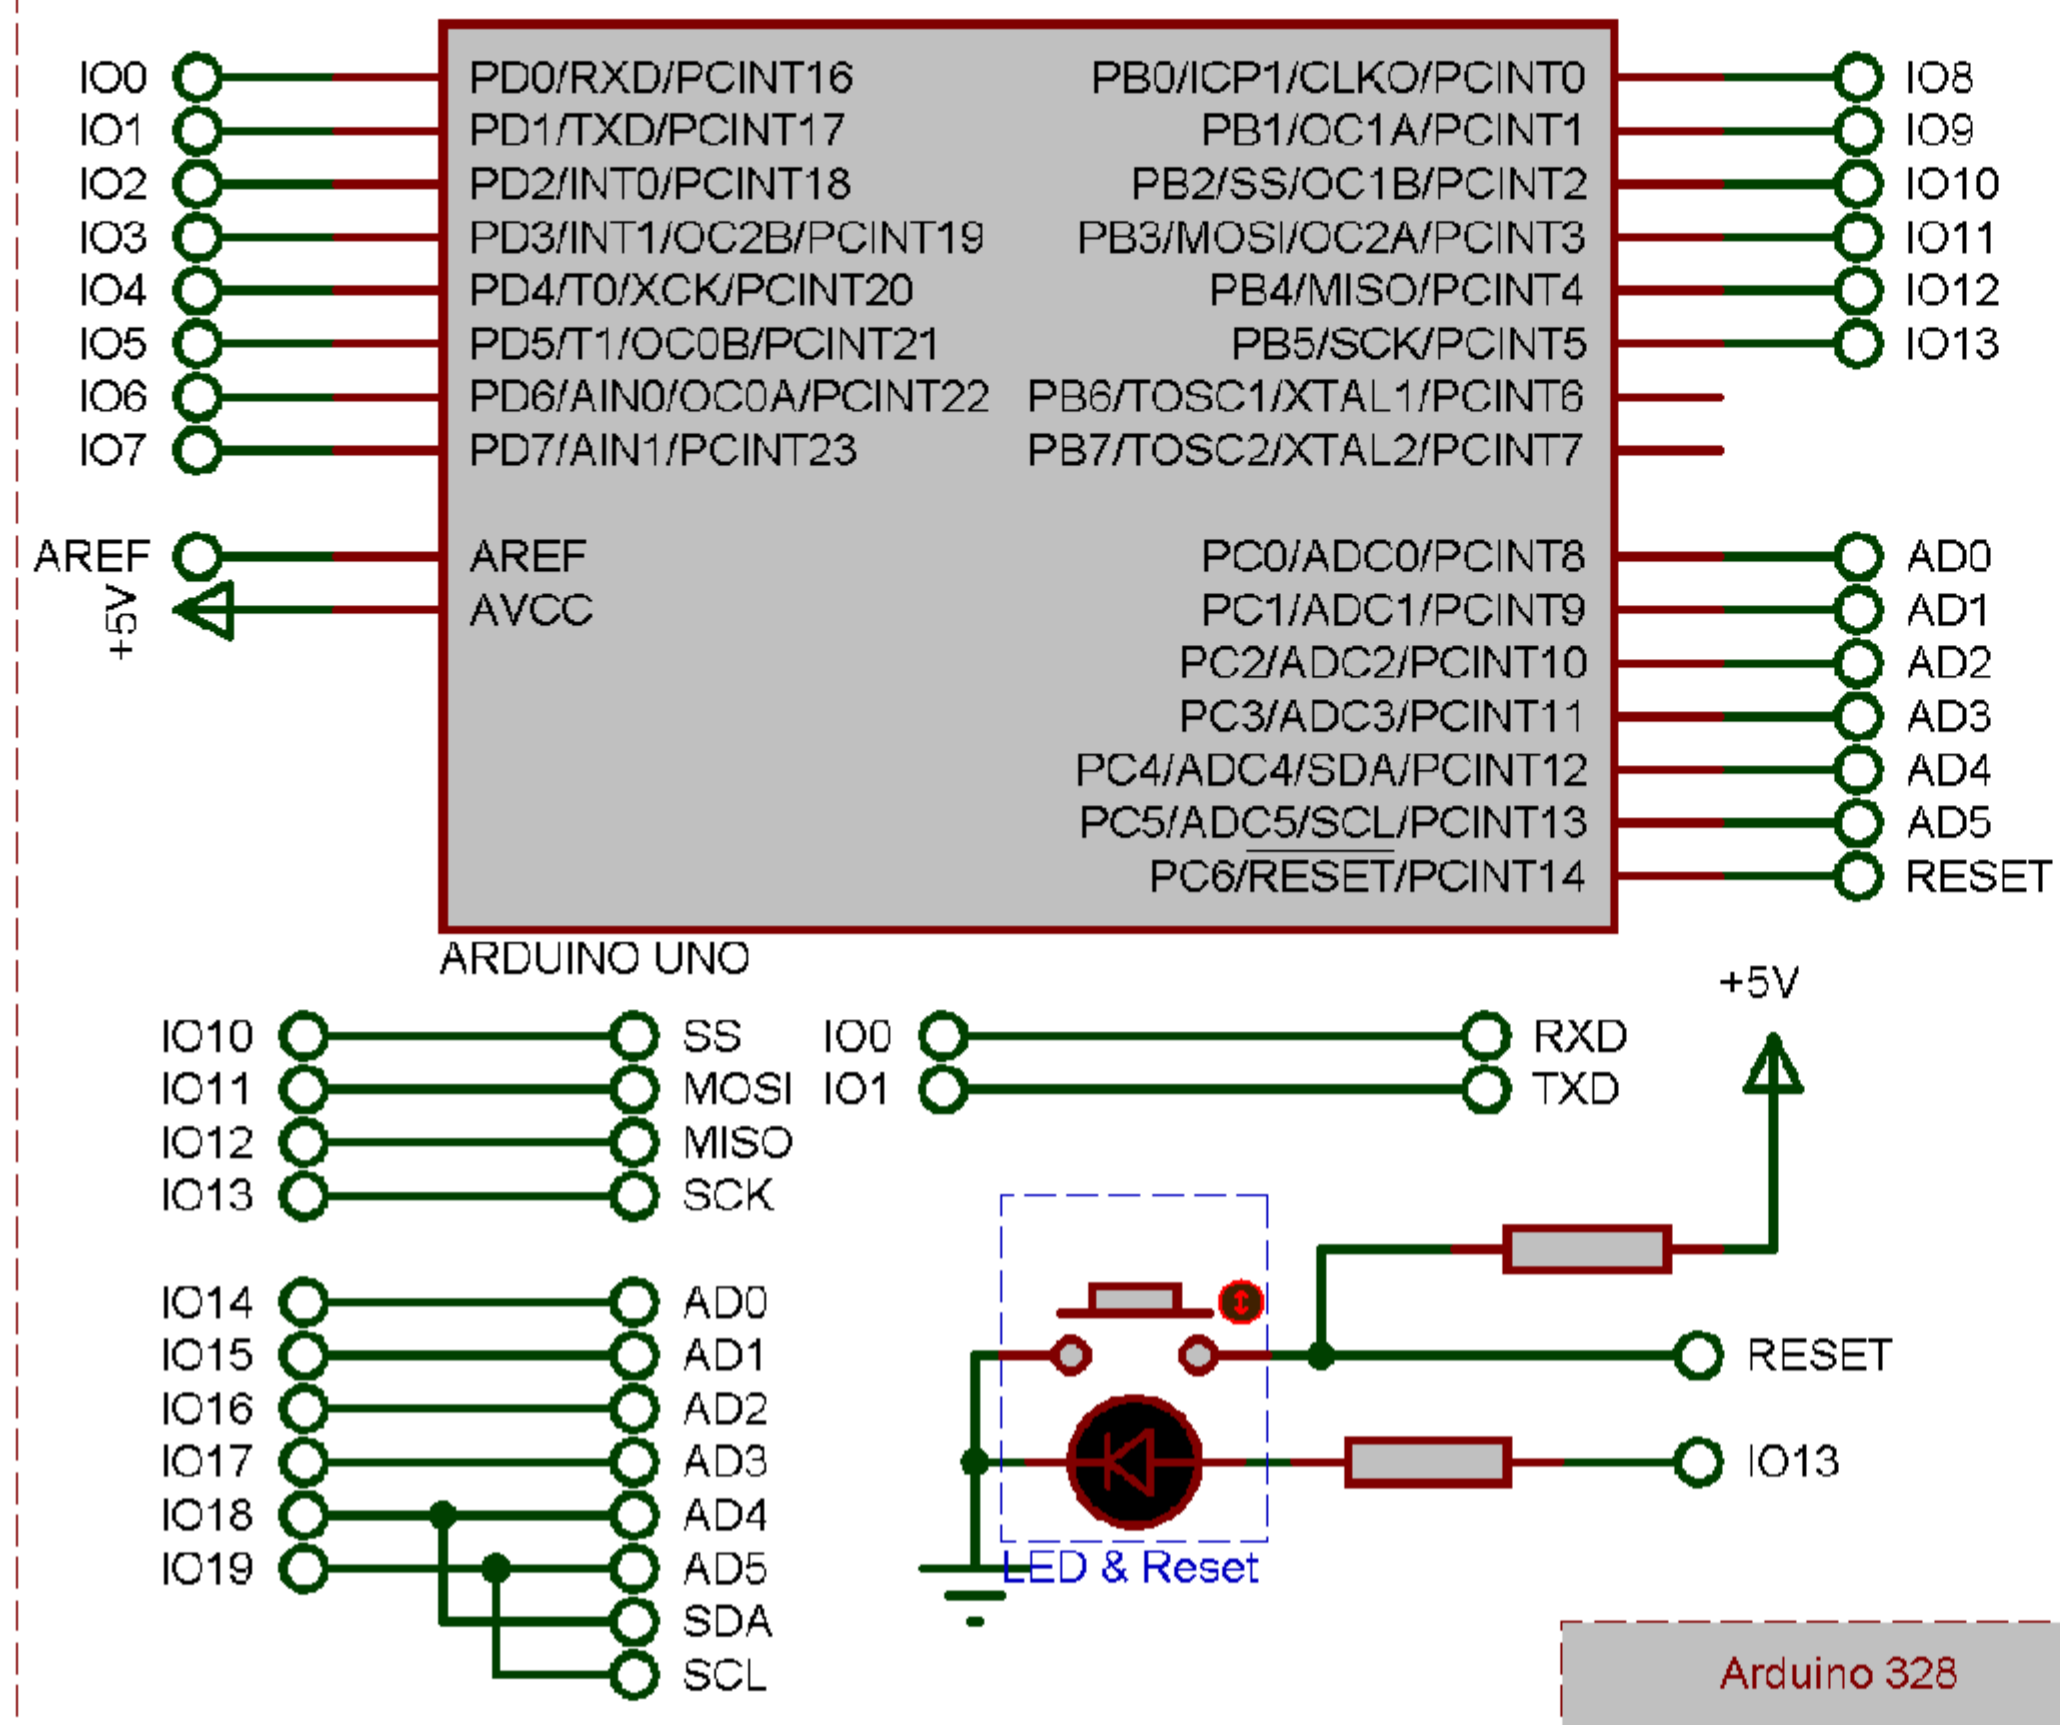 IO0 PD0/RXD/PCINT16 PB0/ICP1/CLKO/PCINT0 IO8
IO1 PD1/TXD/PCINT17 PB1/OC1A/PCINT1 IO9
IO2 PD2/INT0/PCINT18 PB2/SS/OC1B/PCINT2 IO10
IO3 PD3/INT1/OC2B/PCINT19 PB3/MOSI/OC2A/PCINT3 IO11
IO4 PD4/T0/XCK/PCINT20 PB4/MISO/PCINT4 IO12
IO5 PD5/T1/OC0B/PCINT21 PB5/SCK/PCINT5 IO13
IO6 PD6/AIN0/OC0A/PCINT22 PB6/TOSC1/XTAL1/PCINT6
IO7 PD7/AIN1/PCINT23 PB7/TOSC2/XTAL2/PCINT7
AREF AREF PC0/ADC0/PCINT8 AD0
+5V AVCC PC1/ADC1/PCINT9 AD1
PC2/ADC2/PCINT10 AD2
PC3/ADC3/PCINT11 AD3
PC4/ADC4/SDA/PCINT12 AD4
PC5/ADC5/SCL/PCINT13 AD5
PC6/RESET/PCINT14 RESET
ARDUINO UNO
+5V
IO10 SS IO0 RXD
IO11 MOSI IO1 TXD
IO12 MISO
IO13 SCK
IO14 AD0
IO15 AD1 RESET
IO16 AD2
IO17 AD3 IO13
IO18 AD4
IO19 AD5 LED & Reset
SDA
SCL Arduino 328